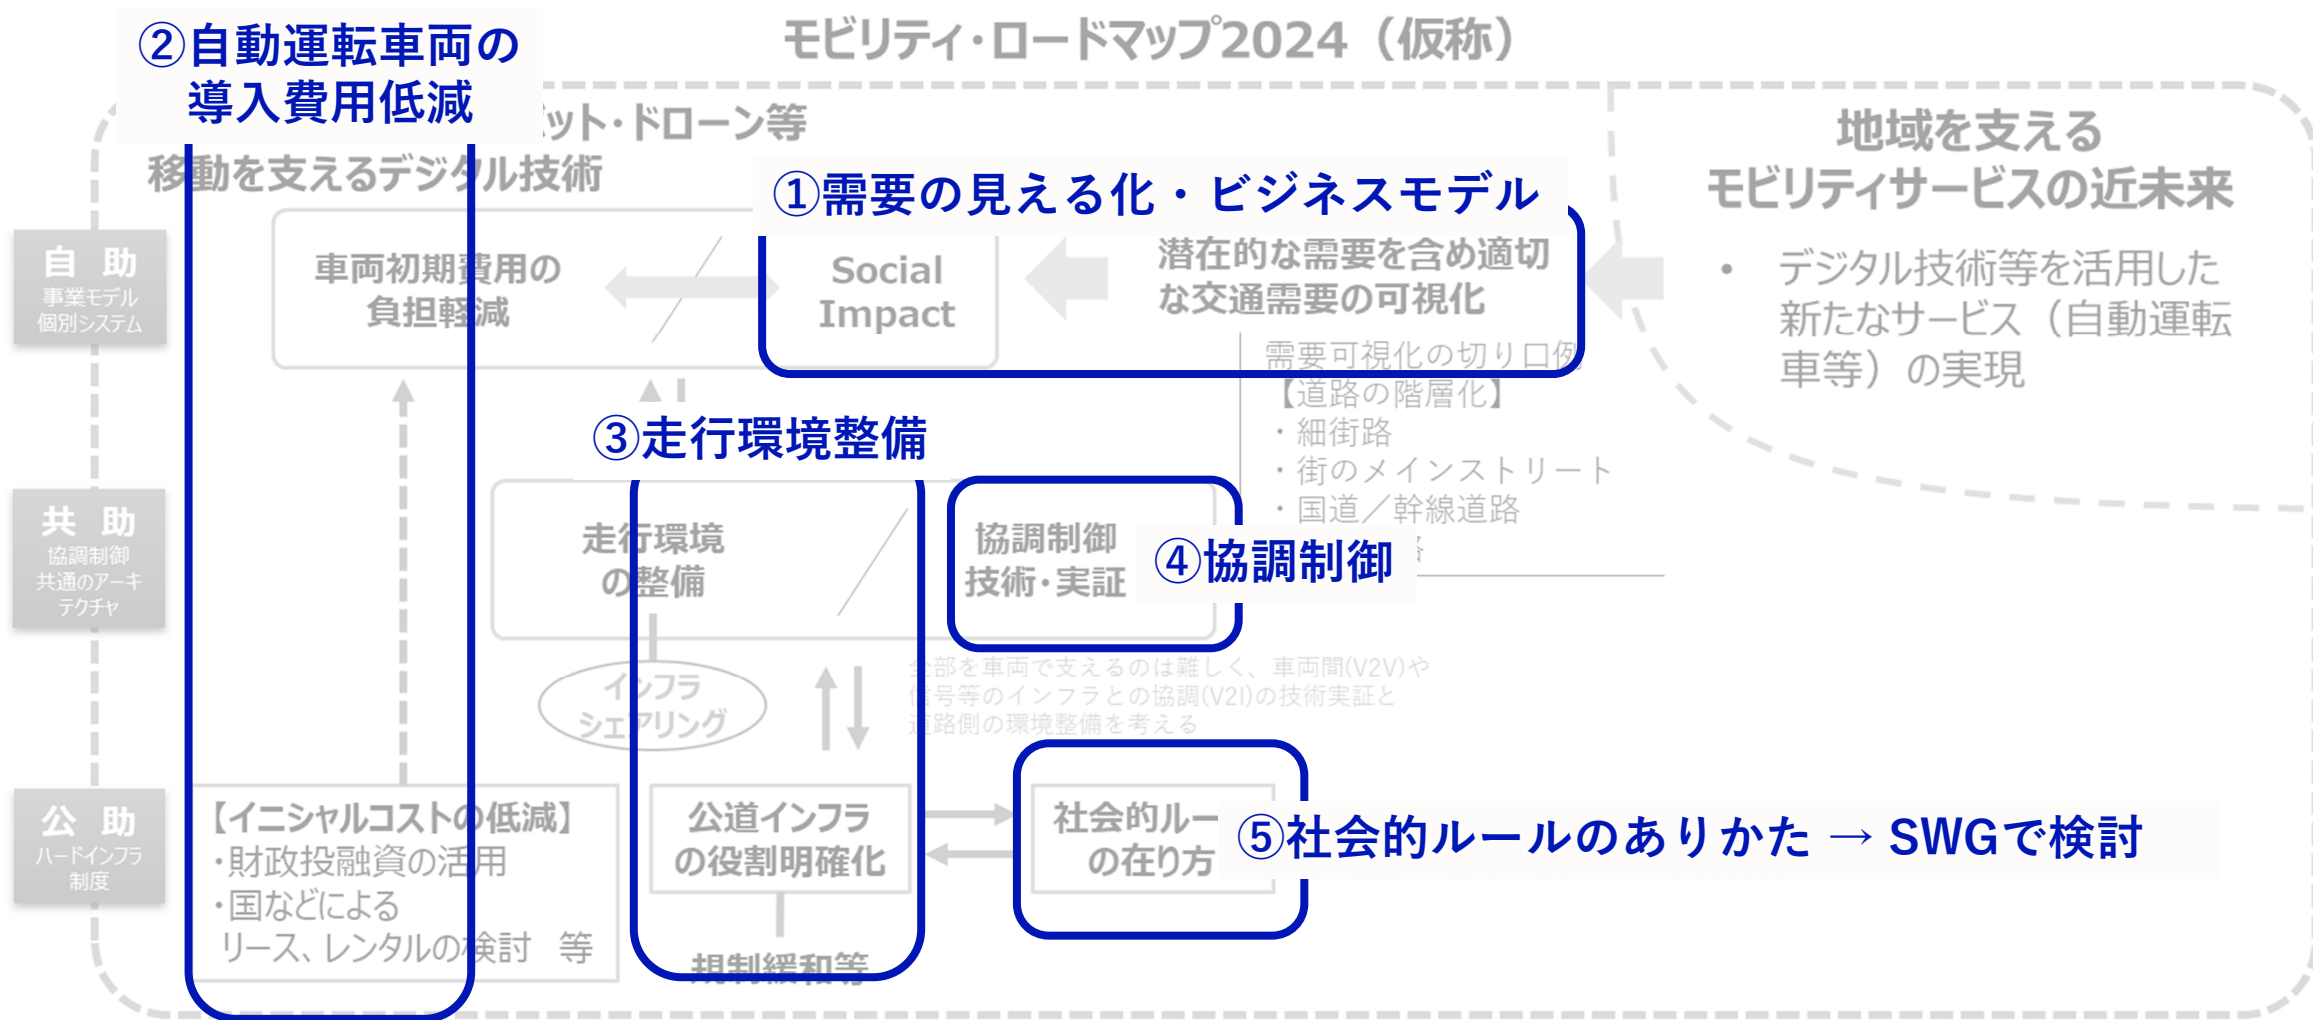 モビリティ・ロードマップ2024（仮称）
②自動運転車両の
導入費用低減
ット・ドローン等
移動を支えるデジタル技術
①需要の見える化・ビジネスモデル
地域を支える
モビリティサービスの近未来
・デジタル技術等を活用した
新たなサービス（自動運転
車等）の実現
自 助
事業モデル
個別システム
車両初期費用の
負担軽減
Social
Impact
潜在的な需要を含め適切
な交通需要の可視化
需要可視化の切り口例
【道路の階層化】
・細街路
・街のメインストリート
・国道／幹線道路
③走行環境整備
共 助
協調制御
共通のアーキ
テクチャ
走行環境
の整備
協調制御
技術・実証
④協調制御
インフラ
シェアリング
全部を車両で支えるのは難しく、車両間(V2V)や
信号等のインフラとの協調(V2I)の技術実証と
道路側の環境整備を考える
公 助
ハードインフラ
制度
【イニシャルコストの低減】
・財政投融資の活用
・国などによる
リース、レンタルの検討 等
公道インフラ
の役割明確化
規制緩和等
社会的ルー
の在り方
⑤社会的ルールのありかた → SWGで検討